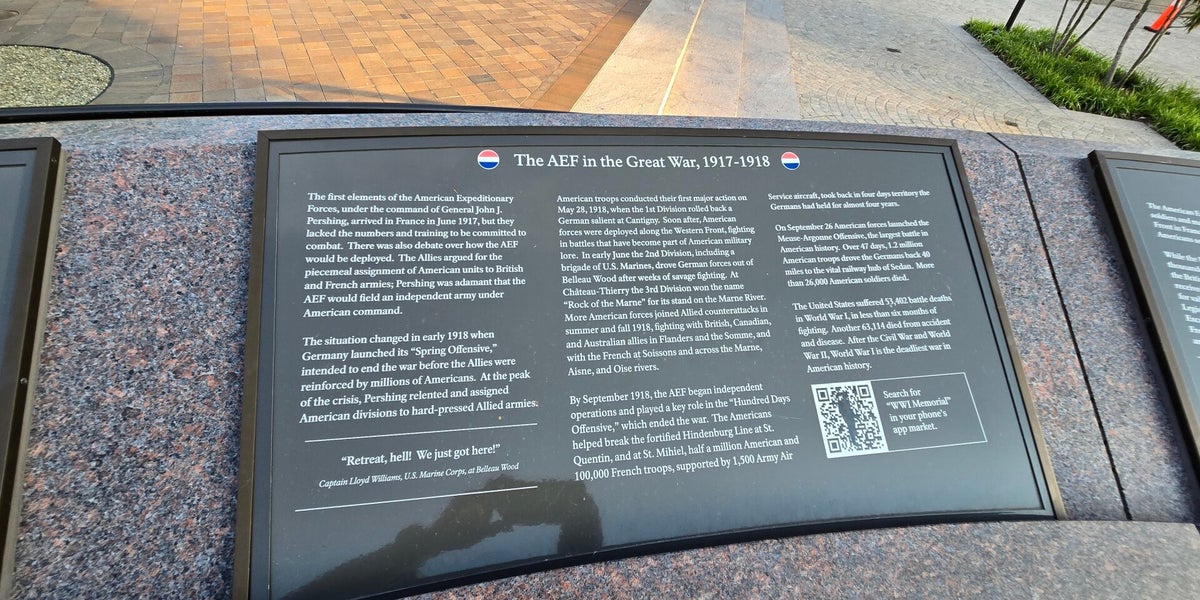 The AEF in the Great War, 1917-1918
The first elements of the American Expeditionary
Forces, under the command of General John J.
Pershing, arrived in France in June 1917, but they
lacked the numbers and training to be committed to
combat. There was also debate over how the AEF
would be deployed. The Allies argued for the
piecemeal assignment of American units to British
and French armies; Pershing was adamant that the
AEF would field an independent army under
American command.
The situation changed in early 1918 when
Germany launched its “Spring Offensive,”
intended to end the war before the Allies were
reinforced by millions of Americans. At the peak
of the crisis, Pershing relented and assigned
American divisions to hard-pressed Allied armies.
“Retreat, hell! We just got here!”
Captain Lloyd Williams, U.S. Marine Corps, at Belleau Wood
American troops conducted their first major action on
May 28, 1918, when the 1st Division rolled back a
German salient at Cantigny. Soon after, American
forces were deployed along the Western Front, fighting
in battles that have become part of American military
lore. In early June the 2nd Division, including a
brigade of U.S. Marines, drove German forces out of
Belleau Wood after weeks of savage fighting. At
Château-Thierry the 3rd Division won the name
“Rock of the Marne” for its stand on the Marne River.
More American forces joined Allied counterattacks in
summer and fall 1918, fighting with British, Canadian,
and Australian allies in Flanders and the Somme, and
with the French at Soissons and across the Marne,
Aisne, and Oise rivers.
By September 1918, the AEF began independent
operations and played a key role in the “Hundred Days
Offensive,” which ended the war. The Americans
helped break the fortified Hindenburg Line at St.
Quentin, and at St. Mihiel, half a million American and
100,000 French troops, supported by 1,500 Army Air
Service aircraft, took back in four days territory the
Germans had held for almost four years.
On September 26 American forces launched the
Meuse-Argonne Offensive, the largest battle in
American history. Over 47 days, 1.2 million
American troops drove the Germans back 40
miles to the vital railway hub of Sedan. More
than 26,000 American soldiers died.
The United States suffered 53,402 battle deaths
in World War I, in less than six months of
fighting. Another 63,114 died from accident
and disease. After the Civil War and World
War II, World War I is the deadliest war in
American history.
Search for
“WWI Memorial”
in your phone's
app market.